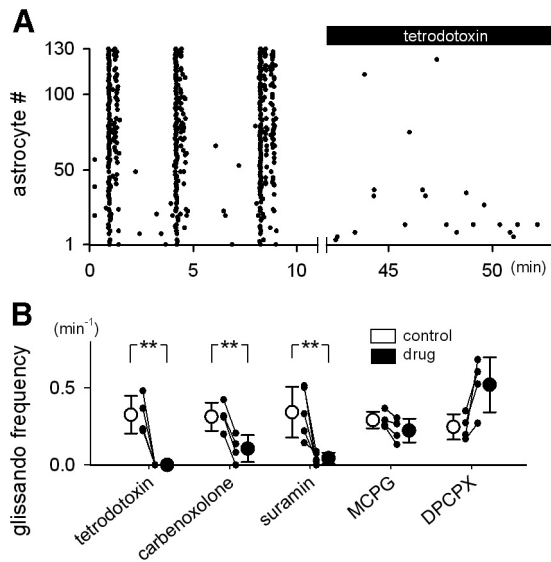 A
tetrodotoxin
130
100
50
1
astrocyte #
0 5 10 45 50 (min)
B
(min⁻¹)
** ** **
control
drug
0.5
0.0
glissando frequency
tetrodotoxin
carbenoxolone
suramin
MCPG
DPCPX